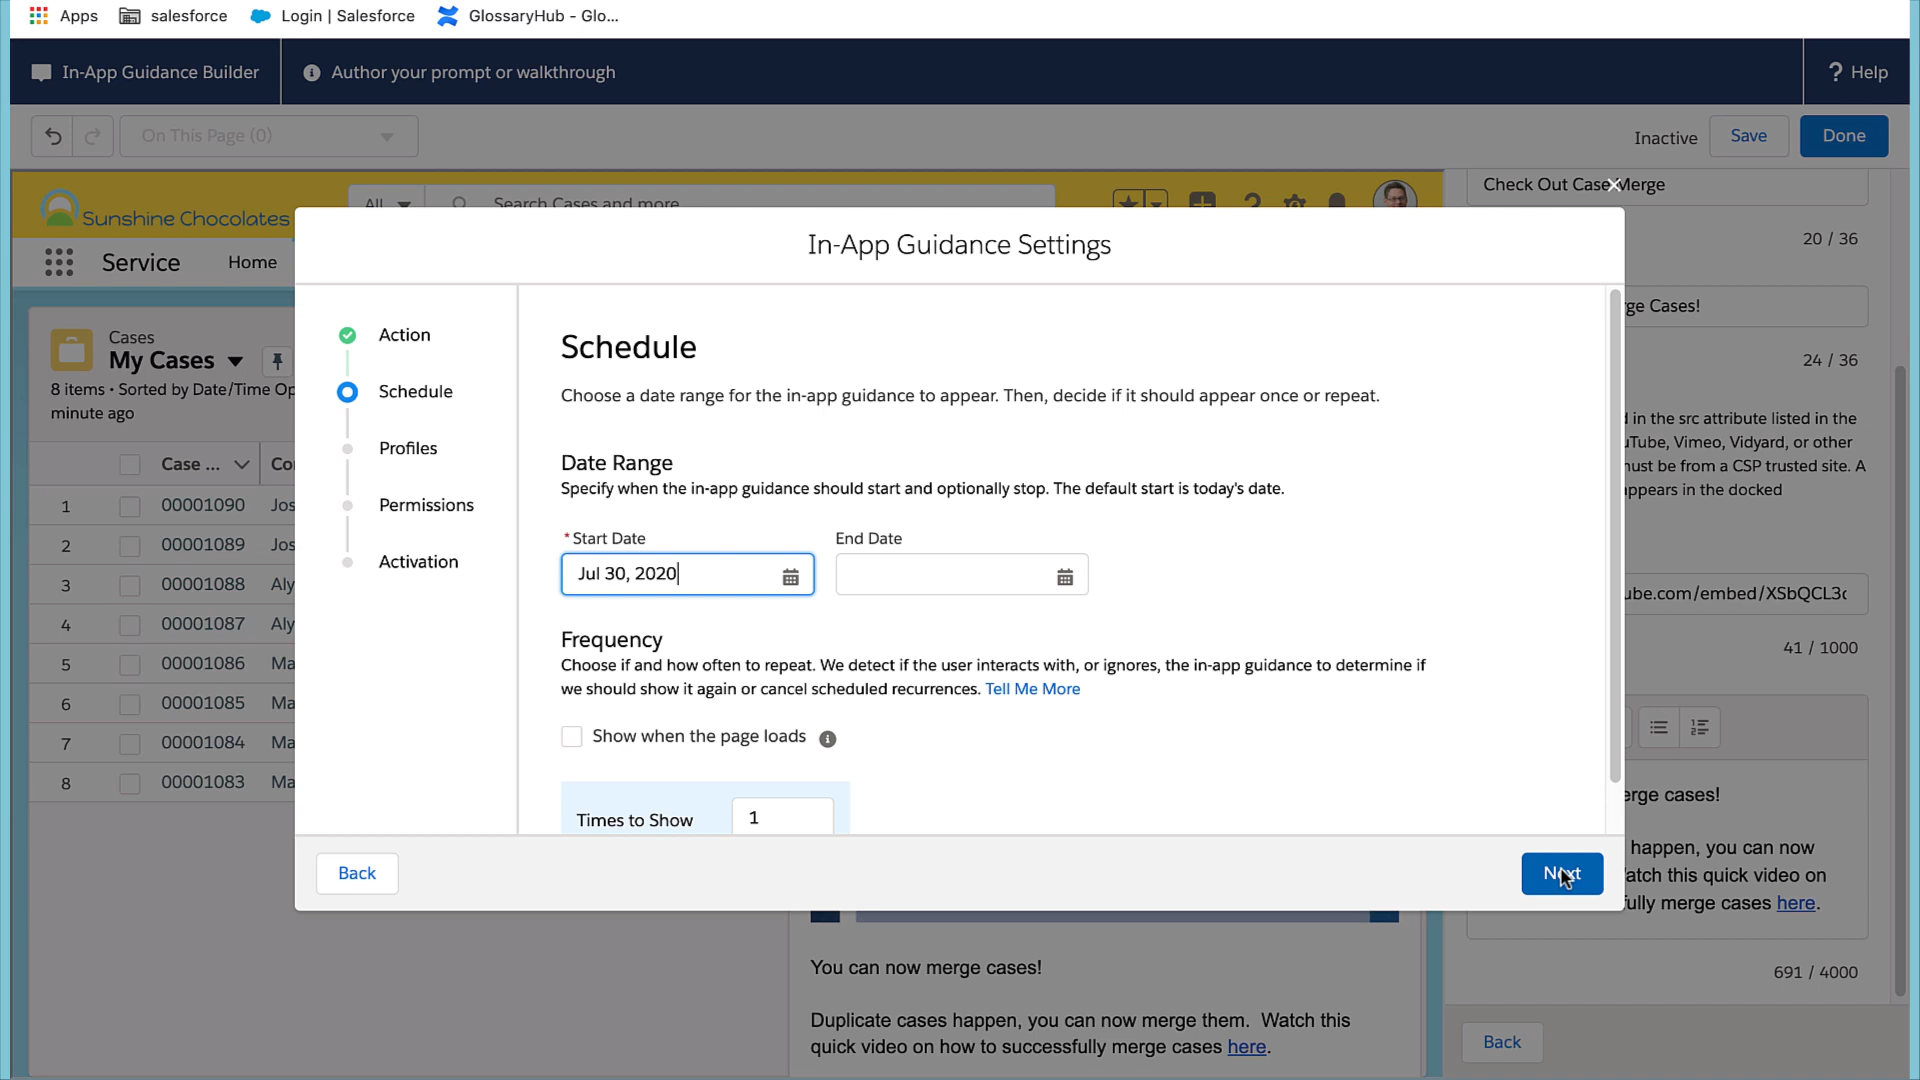 Apps salesforce Login | Salesforce GlossaryHub - Glo...
In-App Guidance Builder Author your prompt or walkthrough ? Help
On This Page (0) Inactive Save Done
Sunshine Chocolates All Search Cases and more Check Out Case Merge
20 / 36
Service Home
In-App Guidance Settings
Cases
My Cases
8 items • Sorted by Date/Time Op
minute ago
Case ... Co
1 00001090 Jos
2 00001089 Jos
3 00001088 Aly
4 00001087 Aly
5 00001086 Ma
6 00001085 Ma
7 00001084 Ma
8 00001083 Ma
Action
Schedule
Profiles
Permissions
Activation
Schedule
Choose a date range for the in-app guidance to appear. Then, decide if it should appear once or repeat.
Date Range
Specify when the in-app guidance should start and optionally stop. The default start is today's date.
*Start Date End Date
Jul 30, 2020
Frequency
Choose if and how often to repeat. We detect if the user interacts with, or ignores, the in-app guidance to determine if
we should show it again or cancel scheduled recurrences. Tell Me More
Show when the page loads
Times to Show 1
Back Next
rge Cases!
24 / 36
in the src attribute listed in the
uTube, Vimeo, Vidyard, or other
nust be from a CSP trusted site. A
appears in the docked
ube.com/embed/XSbQCL3
41 / 1000
erge cases!
happen, you can now
atch this quick video on
fully merge cases here.
691 / 4000
Back
You can now merge cases!
Duplicate cases happen, you can now merge them. Watch this
quick video on how to successfully merge cases here.